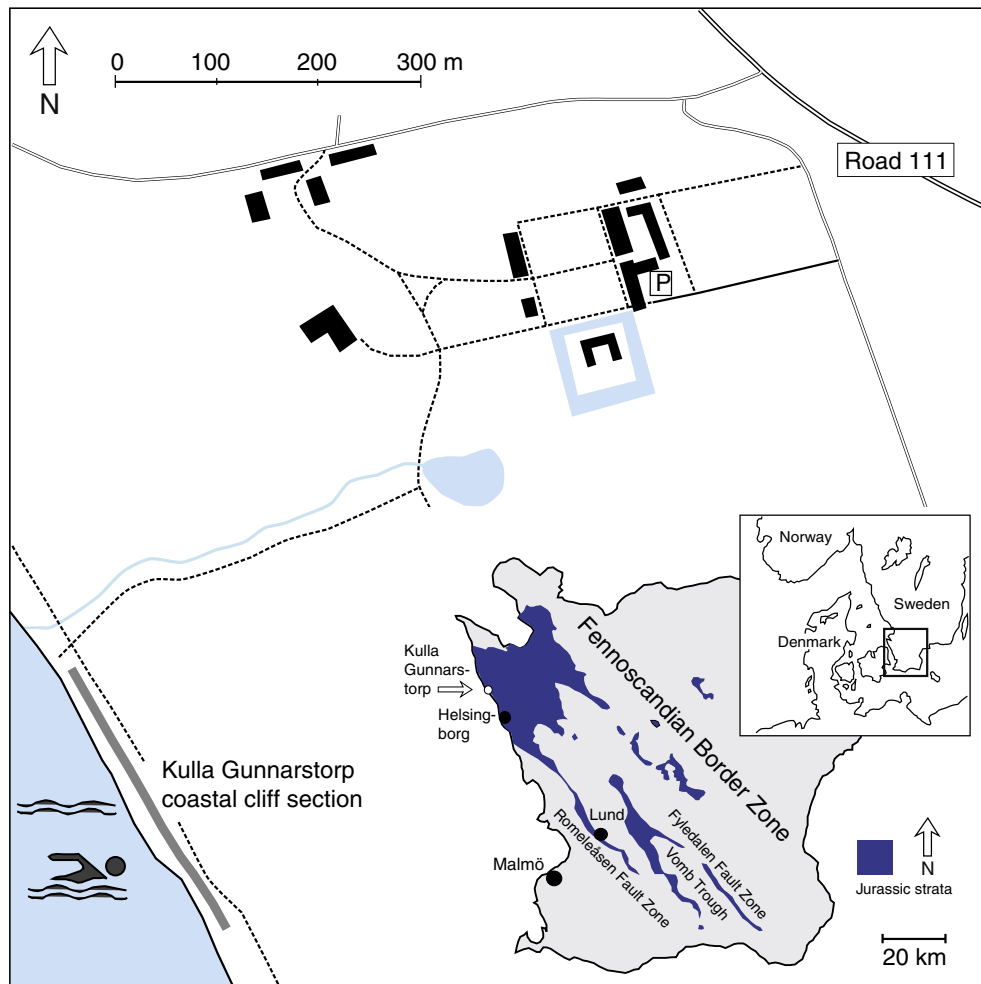 0 100 200 300 m
N
Road 111
P
Norway
Sweden
Denmark
Fennoscandian Border Zone
Kulla
Gunnars-
torp
Helsing-
borg
Kulla Gunnarstorp
coastal cliff section
Lund
Malmö
Romeleåsen Fault Zone
Vomb Trough
Fyledalen Fault Zone
N
Jurassic strata
20 km